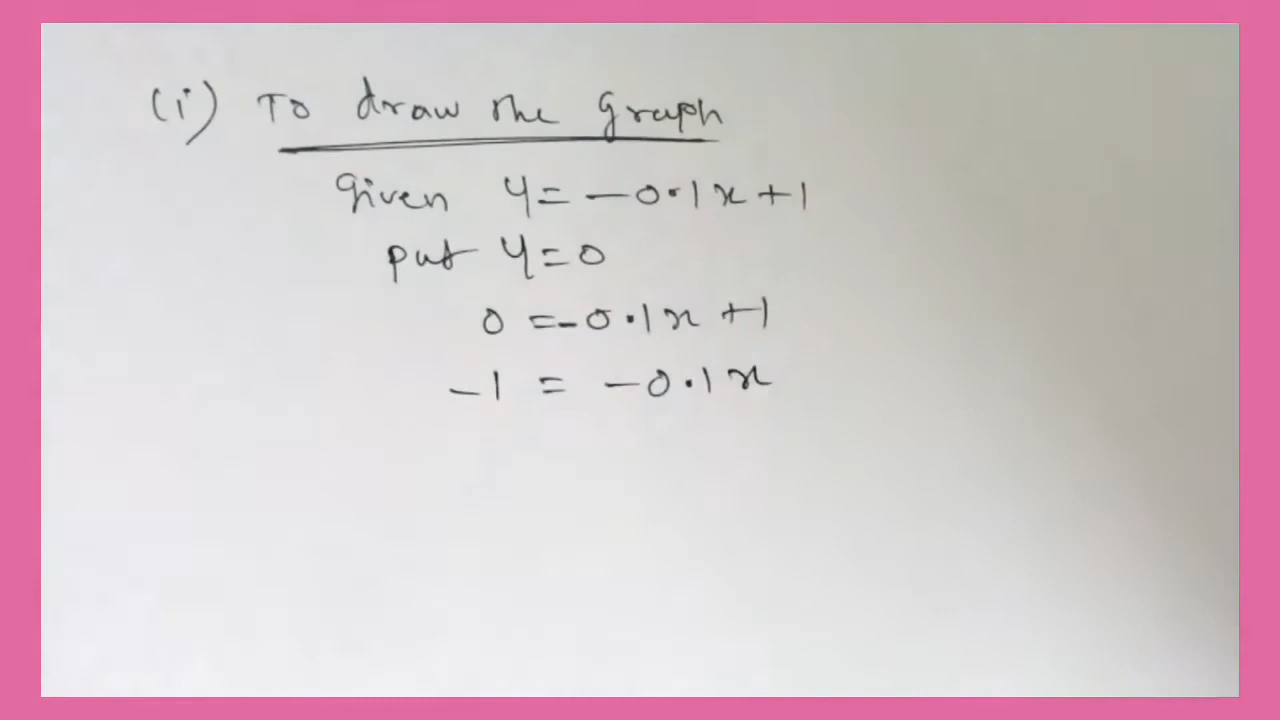 (i) To draw the graph
Given y = -0.1x + 1
put y = 0
0 = -0.1x + 1
-1 = -0.1x